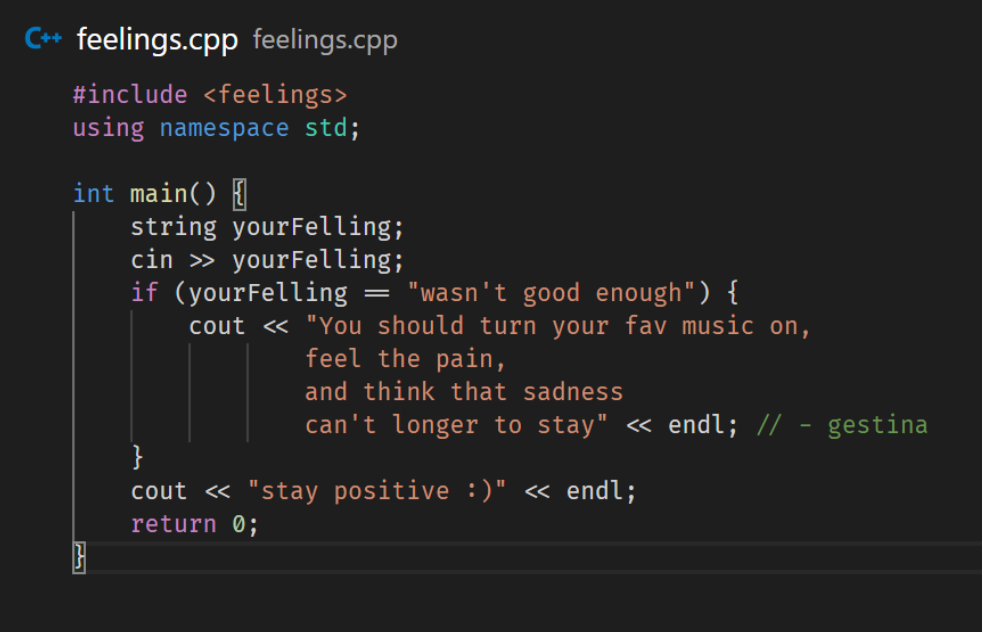 C++ feelings.cpp feelings.cpp
#include <feelings>
using namespace std;
int main() {
string yourFelling;
cin >> yourFelling;
if (yourFelling == "wasn't good enough") {
cout << "You should turn your fav music on,
feel the pain,
and think that sadness
can't longer to stay" << endl; // - gestina
}
cout << "stay positive :)" << endl;
return 0;
}